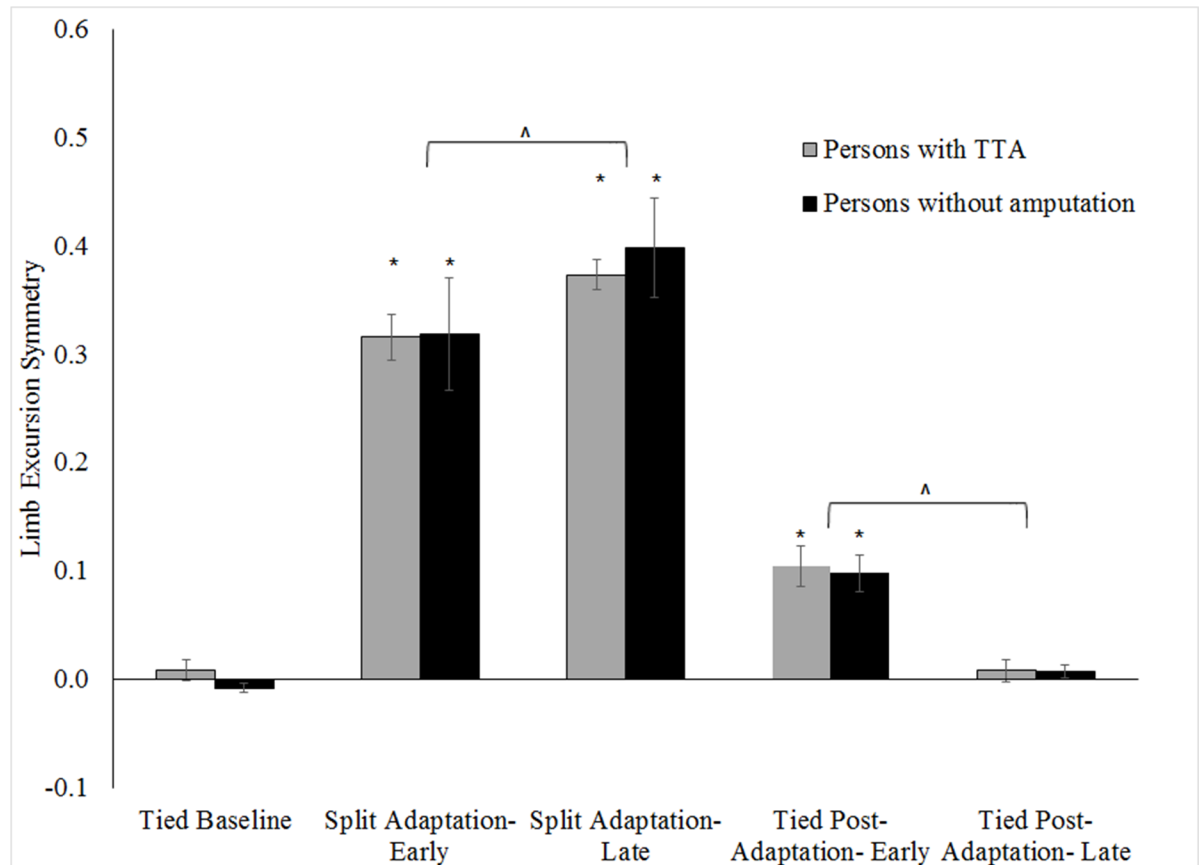 Limb Excursion Symmetry
0.6
0.5
0.4
0.3
0.2
0.1
0.0
-0.1
^
* *
* *
^
* *
Persons with TTA
Persons without amputation
Tied Baseline
Split Adaptation-
Early
Split Adaptation-
Late
Tied Post-
Adaptation- Early
Tied Post-
Adaptation- Late